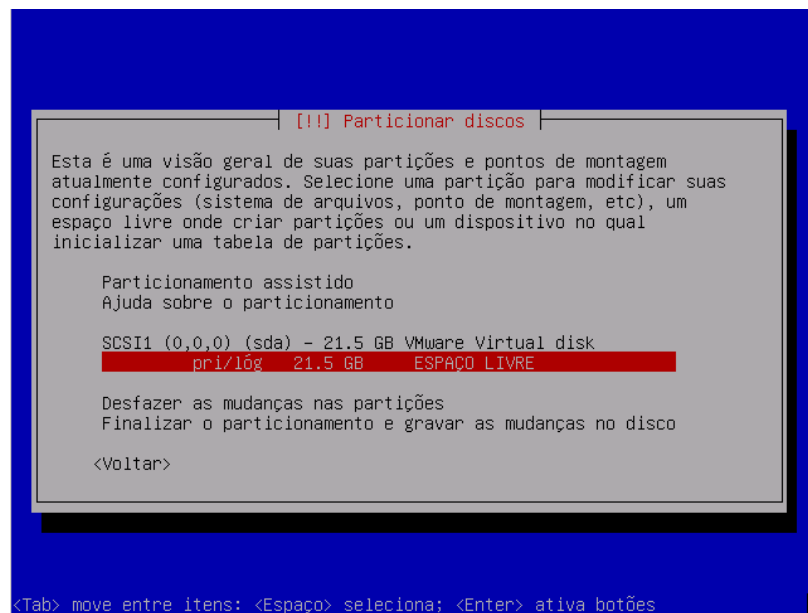 [!!] Particionar discos
Esta é uma visão geral de suas partições e pontos de montagem
atualmente configurados. Selecione uma partição para modificar suas
configurações (sistema de arquivos, ponto de montagem, etc), um
espaço livre onde criar partições ou um dispositivo no qual
inicializar uma tabela de partições.
Particionamento assistido
Ajuda sobre o particionamento
SCSI1 (0,0,0) (sda) – 21.5 GB VMware Virtual disk
pri/lóg 21.5 GB ESPAÇO LIVRE
Desfazer as mudanças nas partições
Finalizar o particionamento e gravar as mudanças no disco
<Voltar>
<Tab> move entre itens: <Espaço> seleciona; <Enter> ativa botões